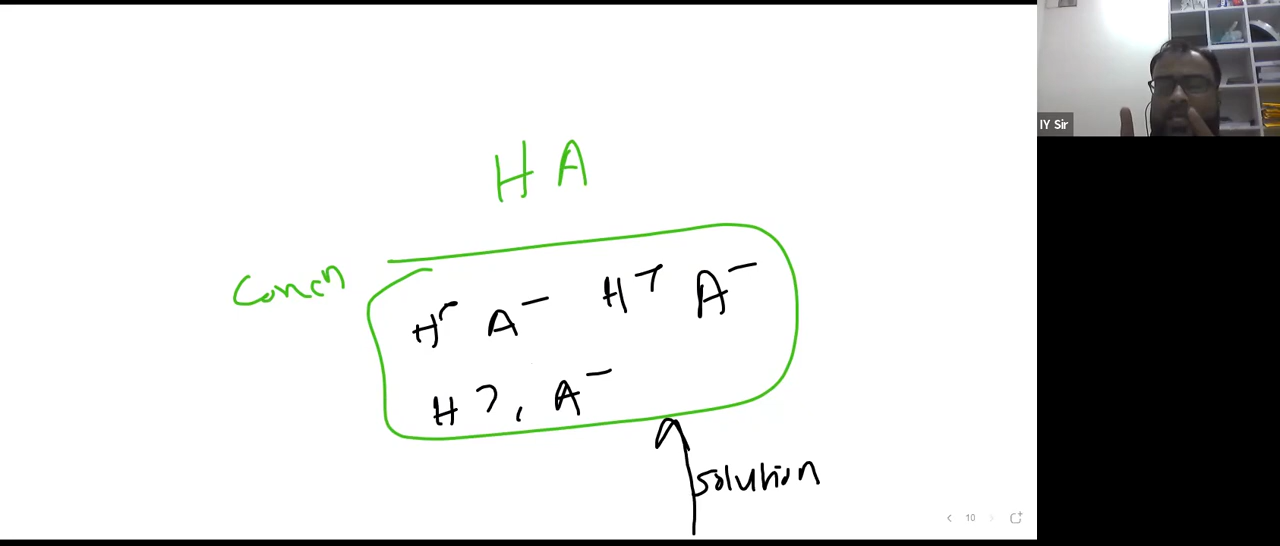 HA
Concn
H⁺ A⁻ H⁺ A⁻
H⁺, A⁻
solution
IY Sir
10